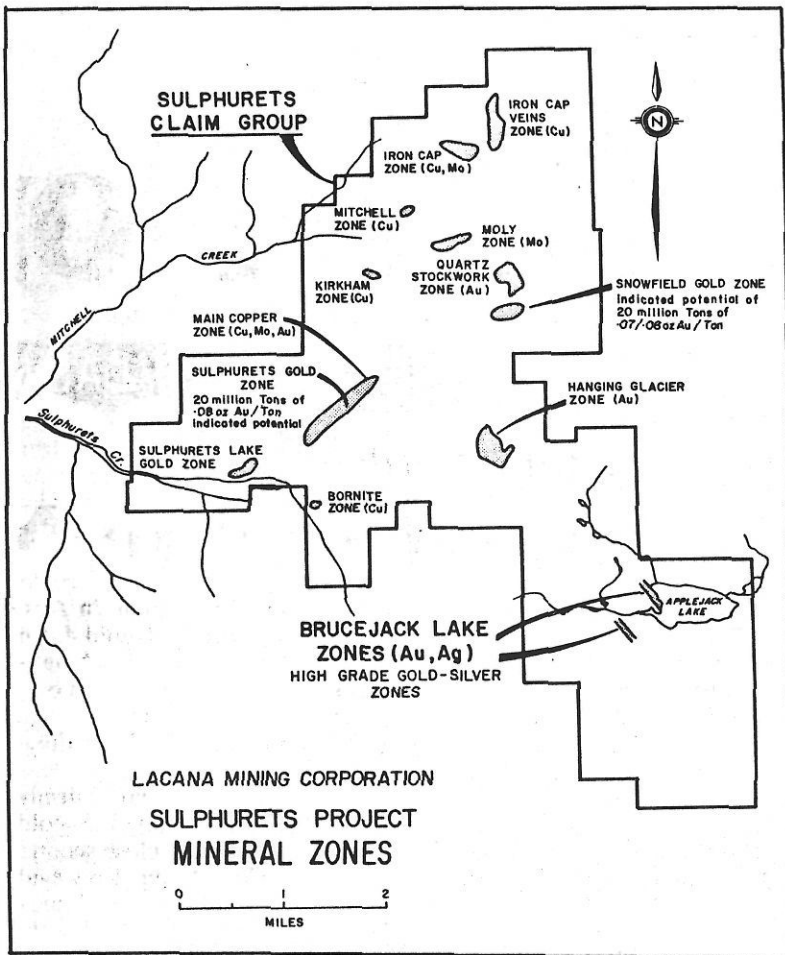 SULPHURETS
CLAIM GROUP
IRON CAP
VEINS
ZONE (Cu)
IRON CAP
ZONE (Cu, Mo)
N
MITCHELL
ZONE (Cu)
MOLY
ZONE (Mo)
MITCHELL CREEK
KIRKHAM
ZONE (Cu)
QUARTZ
STOCKWORK
ZONE (Au)
SNOWFIELD GOLD ZONE
Indicated potential of
20 million Tons of
.07/.08 oz Au/Ton
MAIN COPPER
ZONE (Cu, Mo, Au)
SULPHURETS GOLD
ZONE
20 million Tons of
.08 oz Au/Ton
Indicated potential
HANGING GLACIER
ZONE (Au)
Sulphurets Cr.
SULPHURETS LAKE
GOLD ZONE
BORNITE
ZONE (Cu)
APPLEJACK
LAKE
BRUCEJACK LAKE
ZONES (Au, Ag)
HIGH GRADE GOLD-SILVER
ZONES
LACANA MINING CORPORATION
SULPHURETS PROJECT
MINERAL ZONES
0 1 2
MILES